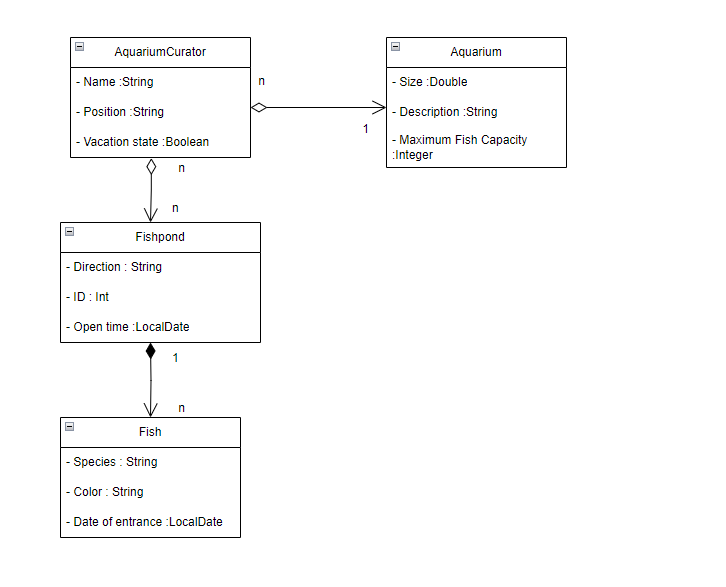 AquariumCurator
- Name :String
- Position :String
- Vacation state :Boolean
n
1
Aquarium
- Size :Double
- Description :String
- Maximum Fish Capacity
:Integer
n
n
Fishpond
- Direction : String
- ID : Int
- Open time :LocalDate
1
n
Fish
- Species : String
- Color : String
- Date of entrance :LocalDate